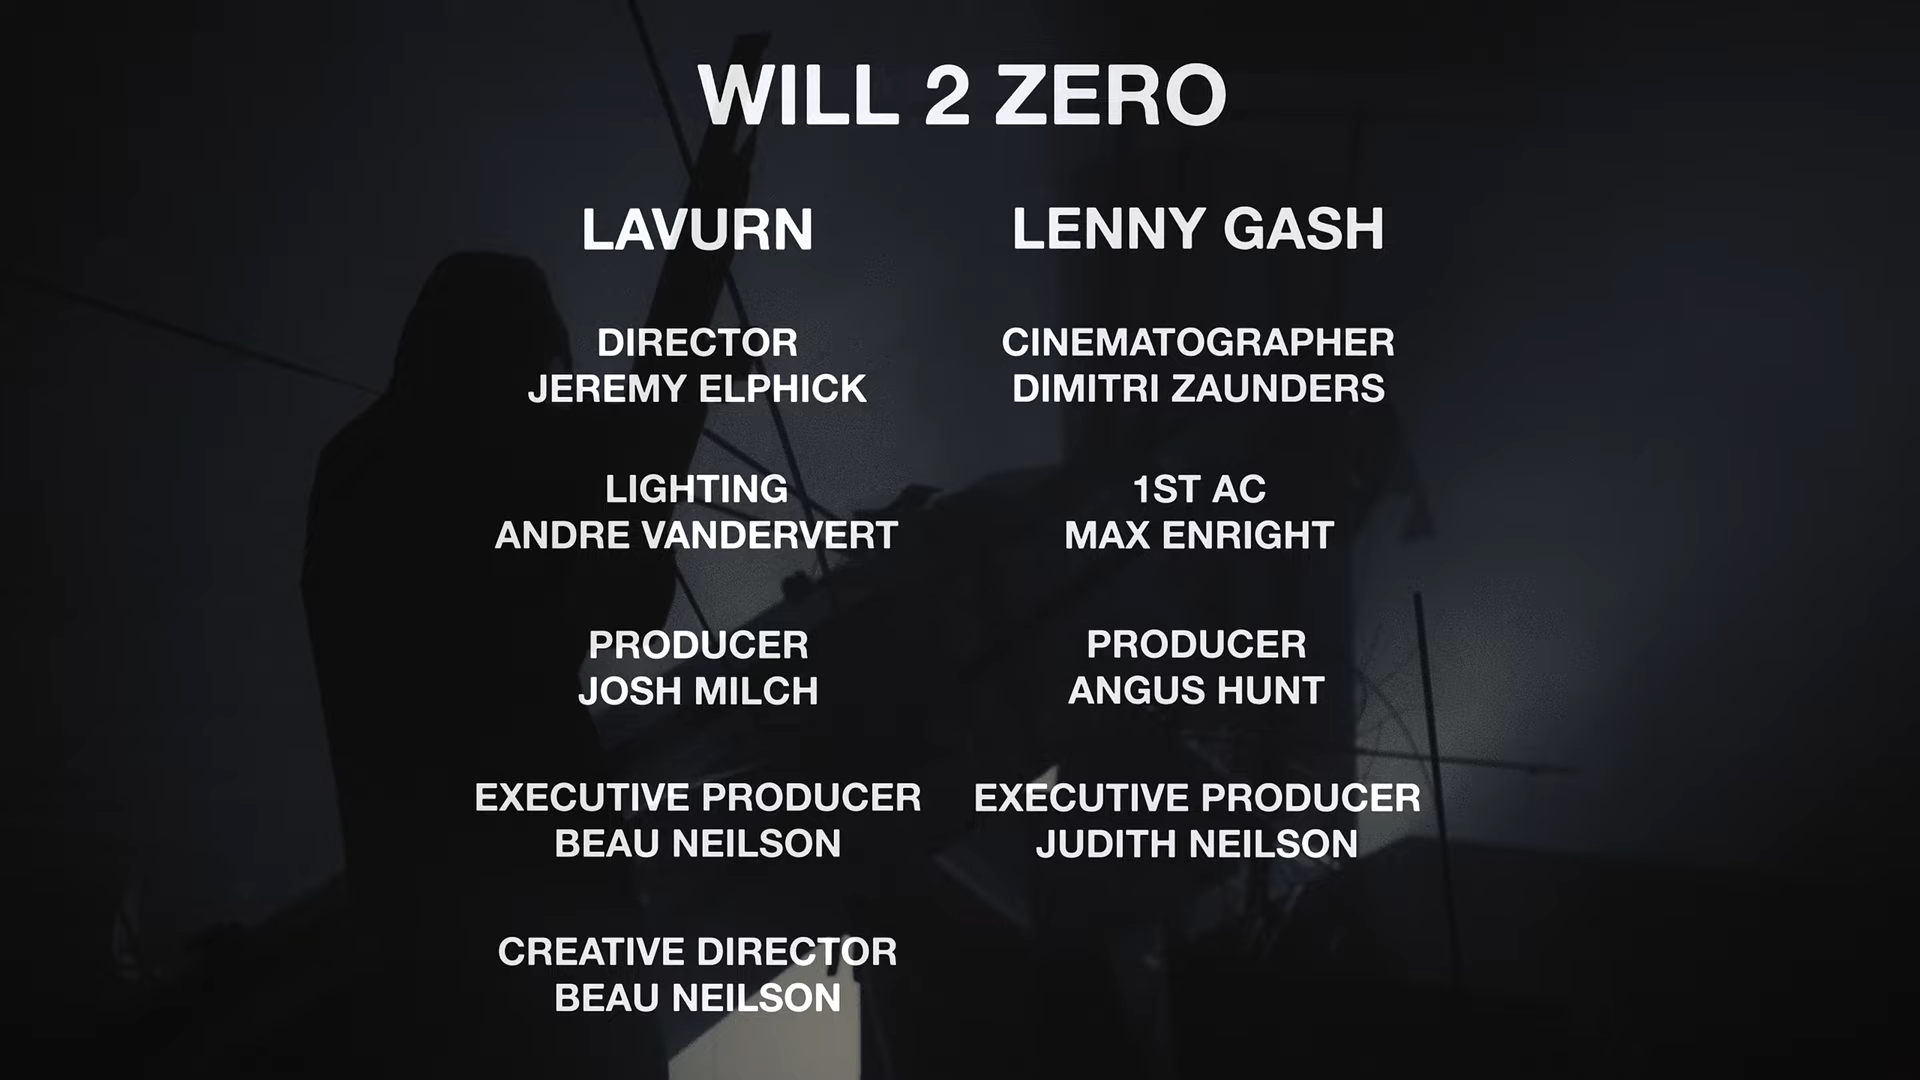 WILL 2 ZERO
LAVURN
LENNY GASH
DIRECTOR
JEREMY ELPHICK
CINEMATOGRAPHER
DIMITRI ZAUNDERS
LIGHTING
ANDRE VANDERVERT
1ST AC
MAX ENRIGHT
PRODUCER
JOSH MILCH
PRODUCER
ANGUS HUNT
EXECUTIVE PRODUCER
BEAU NEILSON
EXECUTIVE PRODUCER
JUDITH NEILSON
CREATIVE DIRECTOR
BEAU NEILSON